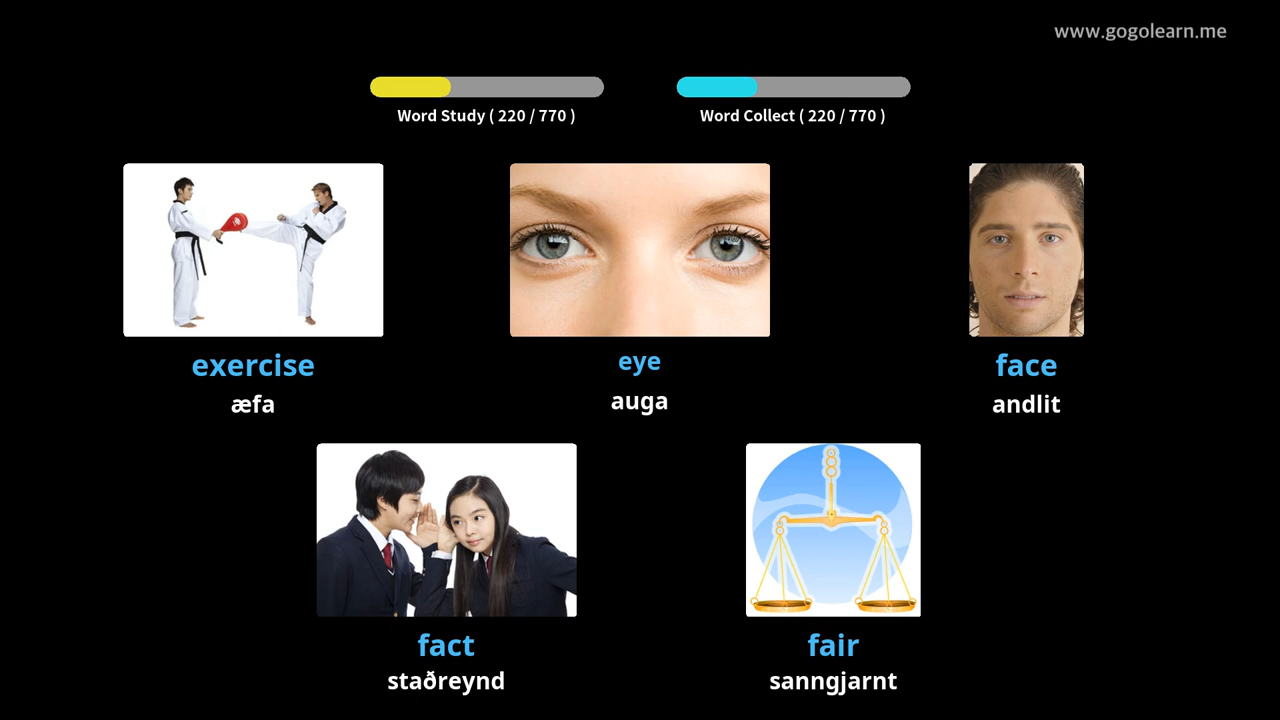 www.gogolearn.me
Word Study ( 220 / 770 )
Word Collect ( 220 / 770 )
exercise
æfa
eye
auga
face
andlit
fact
staðreynd
fair
sanngjarnt